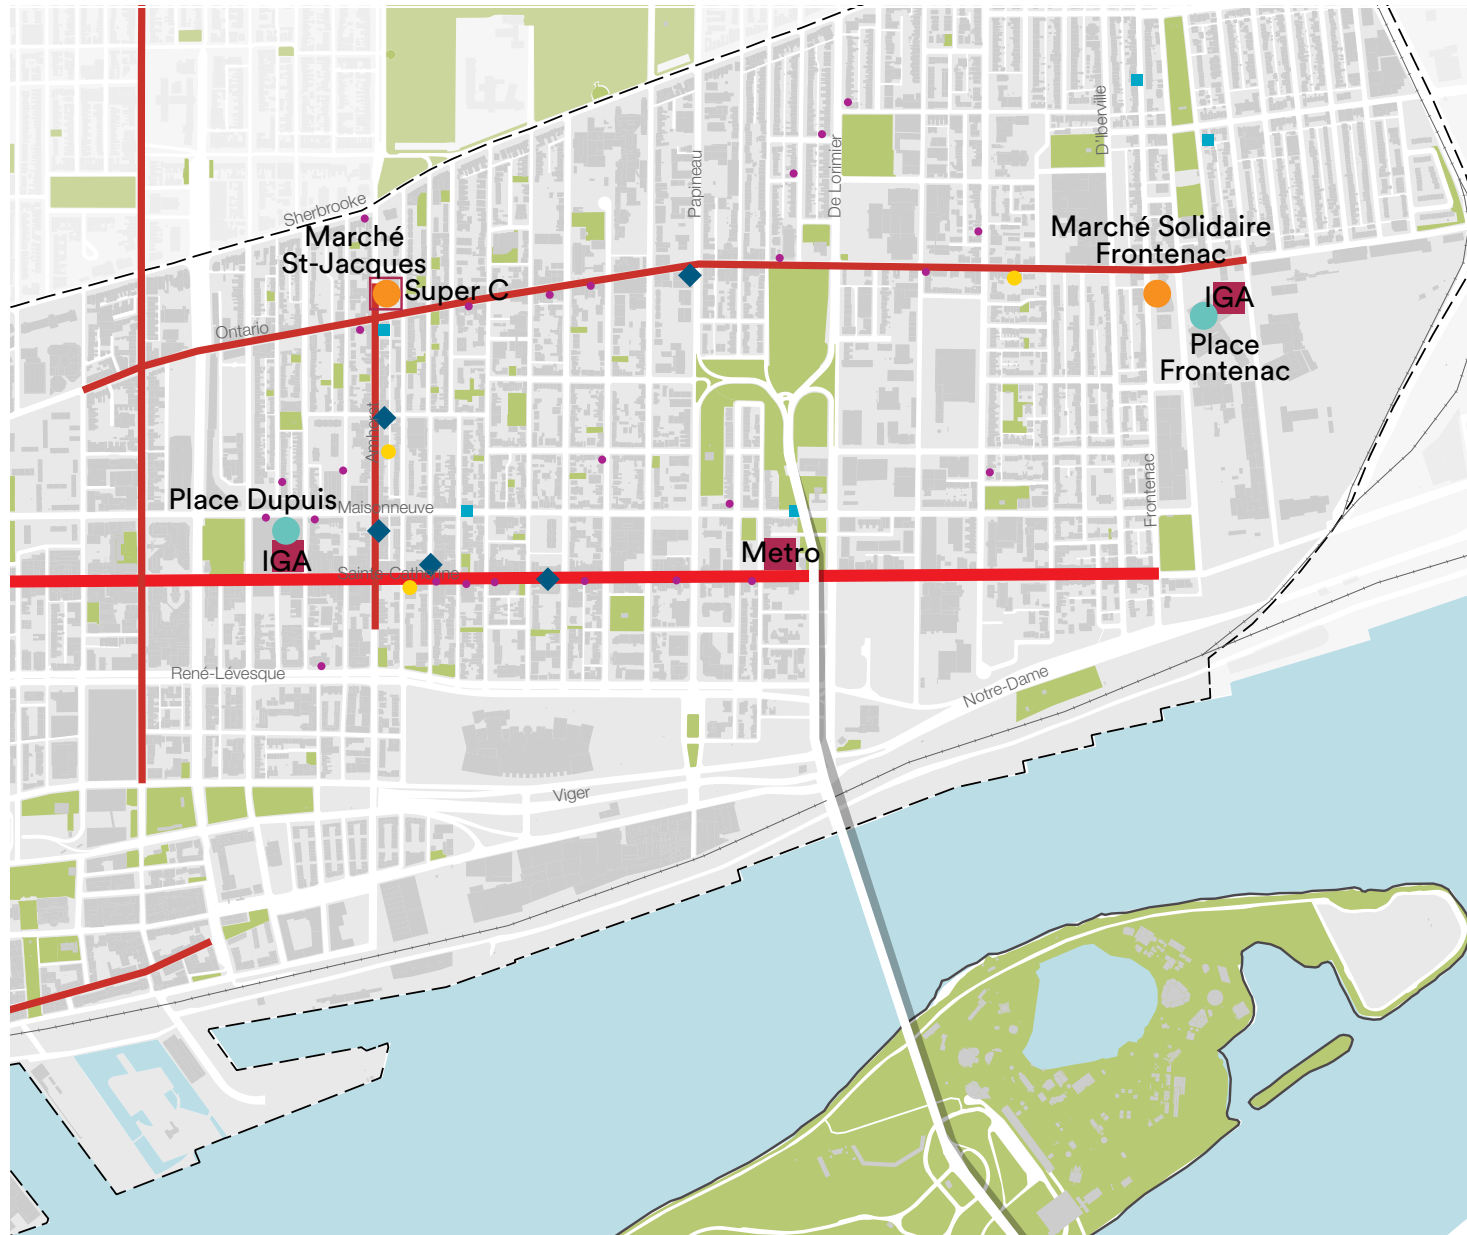 D'Iberville
Papineau
De Lorimier
Sherbrooke
Marché
St-Jacques
Super C
Marché Solidaire
Frontenac
IGA
Place
Frontenac
Ontario
Amherst
Frontenac
Place Dupuis
Maisonneuve
IGA
Metro
Sainte-Catherine
René-Lévesque
Notre-Dame
Viger